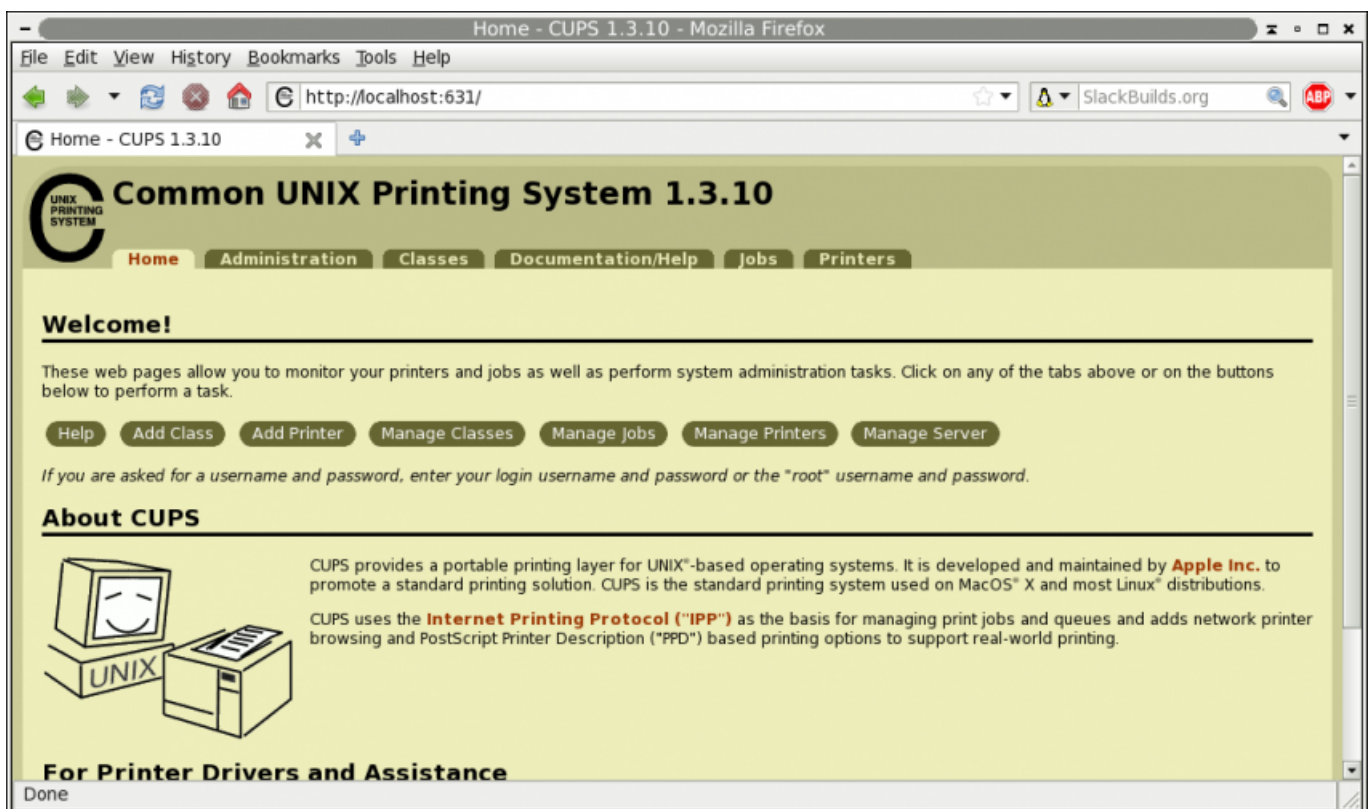 Home - CUPS 1.3.10 - Mozilla Firefox
File Edit View History Bookmarks Tools Help
http://localhost:631/
SlackBuilds.org
ABP
Home - CUPS 1.3.10
UNIX
PRINTING
SYSTEM
Common UNIX Printing System 1.3.10
Home Administration Classes Documentation/Help Jobs Printers
Welcome!
These web pages allow you to monitor your printers and jobs as well as perform system administration tasks. Click on any of the tabs above or on the buttons
below to perform a task.
Help Add Class Add Printer Manage Classes Manage Jobs Manage Printers Manage Server
If you are asked for a username and password, enter your login username and password or the "root" username and password.
About CUPS
CUPS provides a portable printing layer for UNIX®-based operating systems. It is developed and maintained by Apple Inc. to
promote a standard printing solution. CUPS is the standard printing system used on MacOS® X and most Linux® distributions.
CUPS uses the Internet Printing Protocol ("IPP") as the basis for managing print jobs and queues and adds network printer
browsing and PostScript Printer Description ("PPD") based printing options to support real-world printing.
UNIX
For Printer Drivers and Assistance
Done